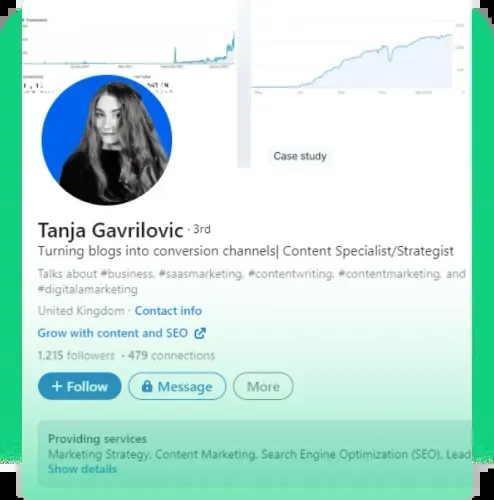 Case study
Tanja Gavrilovic · 3rd
Turning blogs into conversion channels| Content Specialist/Strategist
Talks about #business, #saasmarketing, #contentwriting, #contentmarketing, and
#digitalamarketing
United Kingdom · Contact info
Grow with content and SEO
1.215 followers · 479 connections
+ Follow
Message
More
Providing services
Marketing Strategy, Content Marketing, Search Engine Optimization (SEO), Lead
Show details